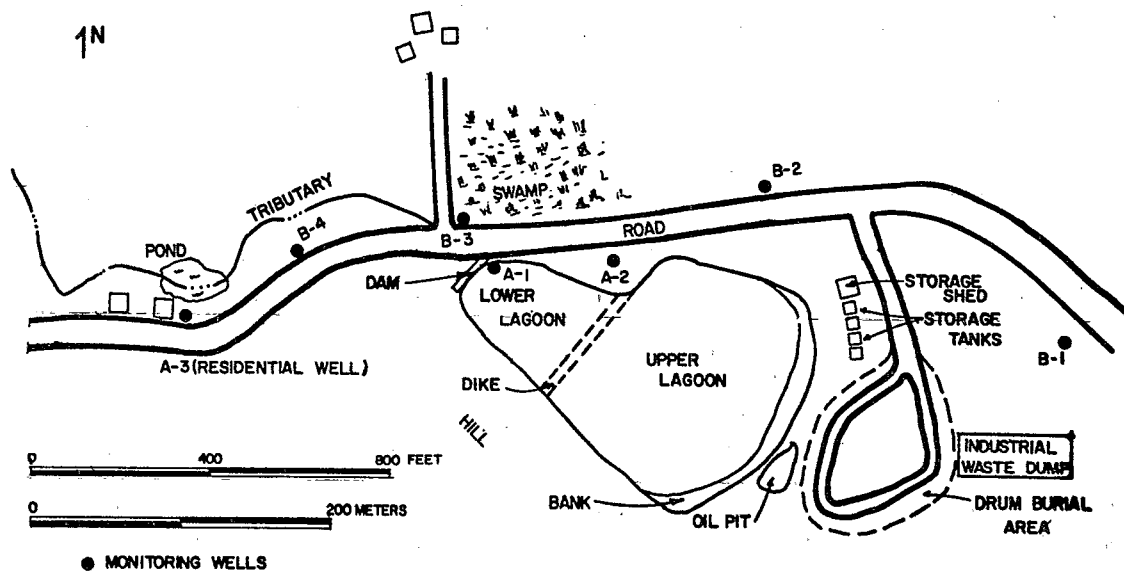 N
SWAMP
B-2
TRIBUTARY
B-4
B-3
ROAD
POND
DAM
A-1
A-2
LOWER
LAGOON
STORAGE
SHED
STORAGE
TANKS
A-3 (RESIDENTIAL WELL)
B-1
UPPER
LAGOON
DIKE
HILL
0 400 800 FEET
INDUSTRIAL
WASTE DUMP
BANK
OIL PIT
DRUM BURIAL
AREA
0 200 METERS
MONITORING WELLS